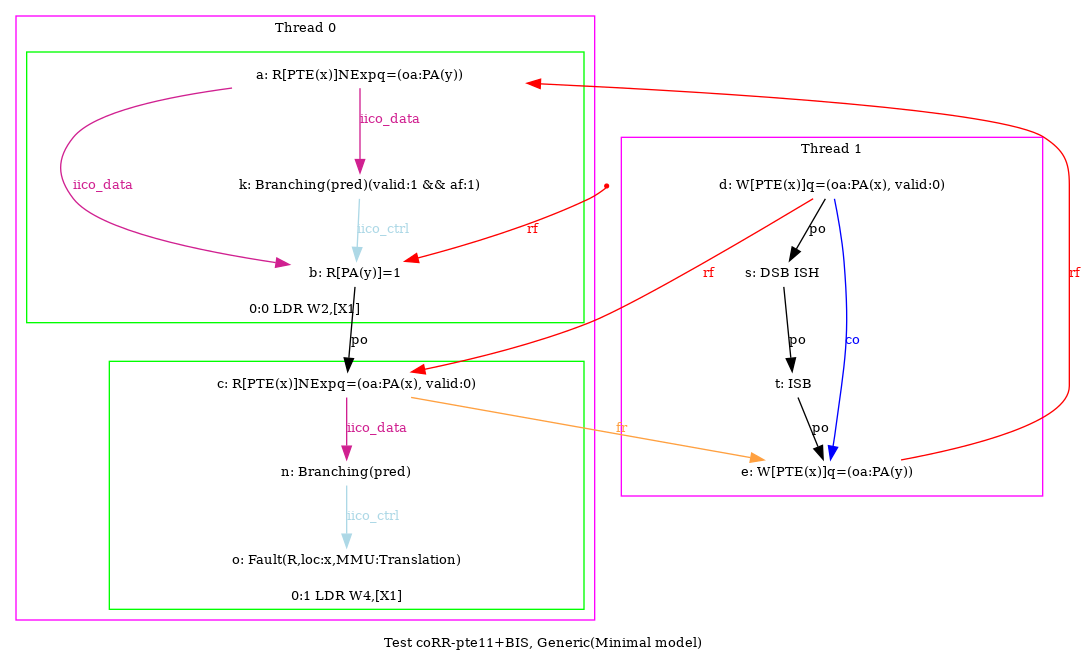 Thread 0
a: R[PTE(x)]NExpq=(oa:PA(y))
iico_data
iico_data
k: Branching(pred)(valid:1 && af:1)
iico_ctrl
rf
b: R[PA(y)]=1
0:0 LDR W2,[X1]
po
c: R[PTE(x)]NExpq=(oa:PA(x), valid:0)
iico_data
fr
n: Branching(pred)
iico_ctrl
o: Fault(R,loc:x,MMU:Translation)
0:1 LDR W4,[X1]
Thread 1
d: W[PTE(x)]q=(oa:PA(x), valid:0)
po
rf
s: DSB ISH
rf
po
co
t: ISB
po
e: W[PTE(x)]q=(oa:PA(y))
Test coRR-pte11+BIS, Generic(Minimal model)